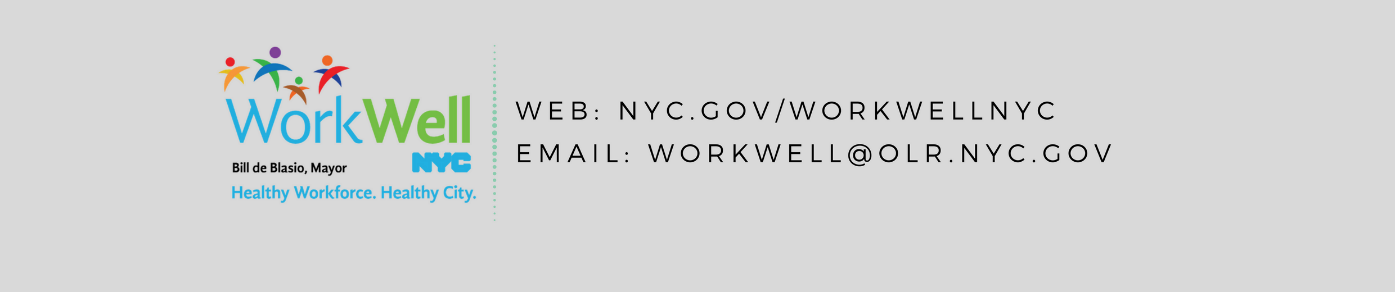 WorkWell
Bill de Blasio, Mayor NYC
Healthy Workforce. Healthy City.
WEB: NYC.GOV/WORKWELLNYC
EMAIL: WORKWELL@OLR.NYC.GOV